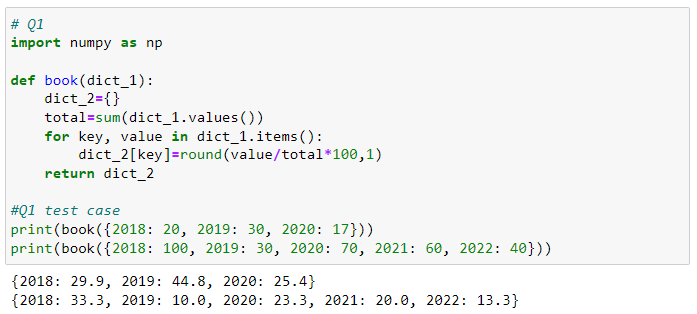 # Q1
import numpy as np

def book(dict_1):
    dict_2={}
    total=sum(dict_1.values())
    for key, value in dict_1.items():
        dict_2[key]=round(value/total*100,1)
    return dict_2

#Q1 test case
print(book({2018: 20, 2019: 30, 2020: 17}))
print(book({2018: 100, 2019: 30, 2020: 70, 2021: 60, 2022: 40}))
{2018: 29.9, 2019: 44.8, 2020: 25.4}
{2018: 33.3, 2019: 10.0, 2020: 23.3, 2021: 20.0, 2022: 13.3}